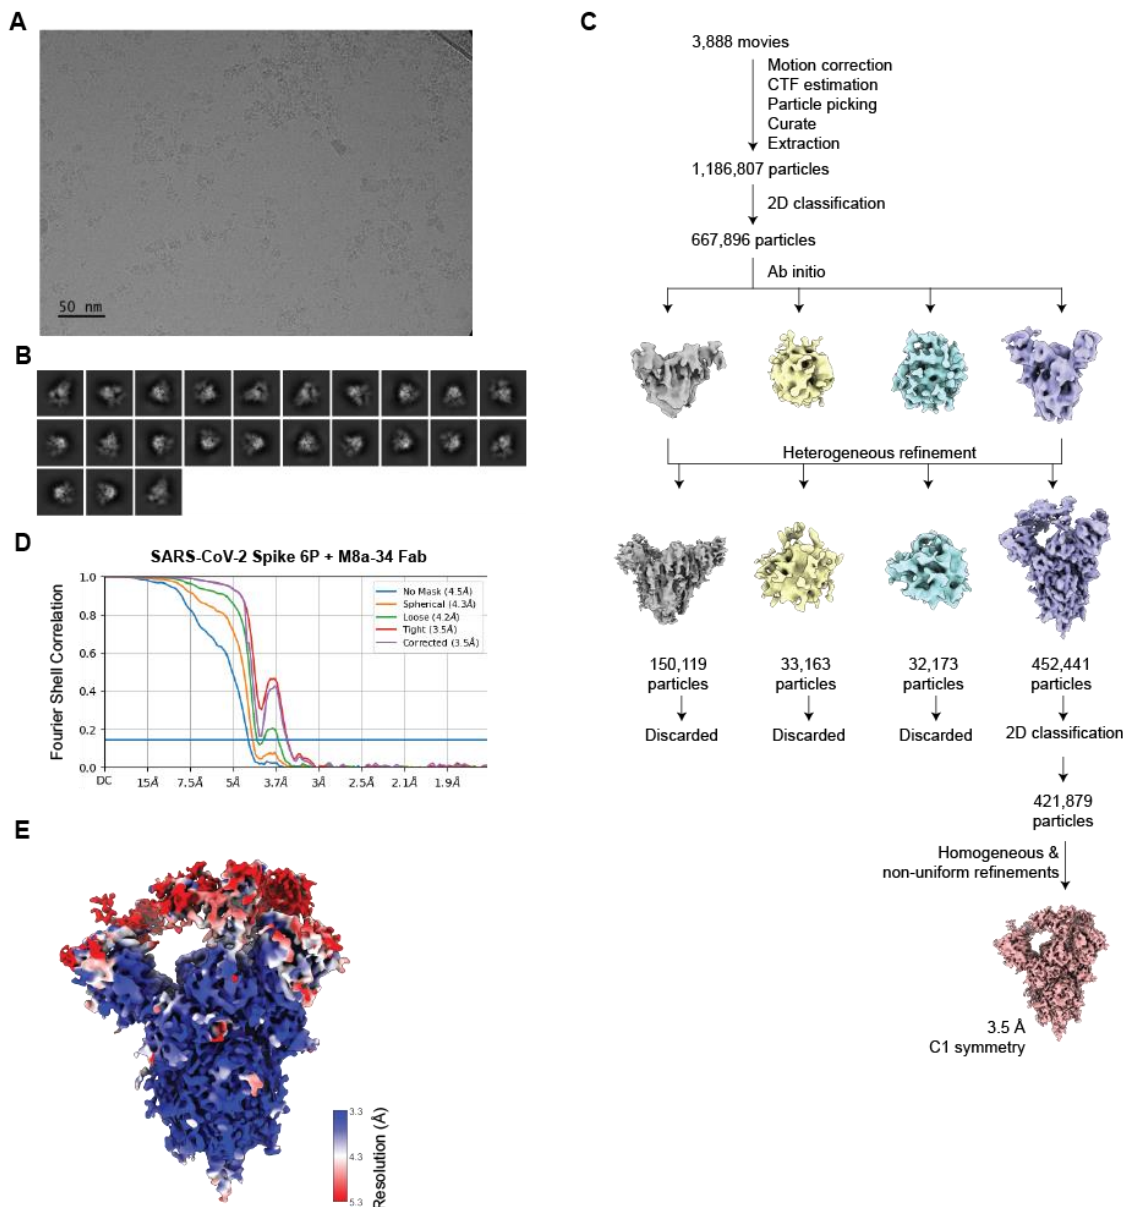 A
50 nm
B
D
SARS-CoV-2 Spike 6P + M8a-34 Fab
Fourier Shell Correlation
1.0
0.8
0.6
0.4
0.2
0.0
No Mask (4.5Å)
Spherical (4.3Å)
Loose (4.2Å)
Tight (3.5Å)
Corrected (3.5Å)
DC 15Å 7.5Å 5Å 3.7Å 3Å 2.5Å 2.1Å 1.9Å
E
3.3
4.3
5.3
Resolution (Å)
C
3,888 movies
Motion correction
CTF estimation
Particle picking
Curate
Extraction
1,186,807 particles
2D classification
667,896 particles
Ab initio
Heterogeneous refinement
150,119 particles
33,163 particles
32,173 particles
452,441 particles
Discarded
Discarded
Discarded
2D classification
421,879
particles
Homogeneous &
non-uniform refinements
3.5 Å
C1 symmetry